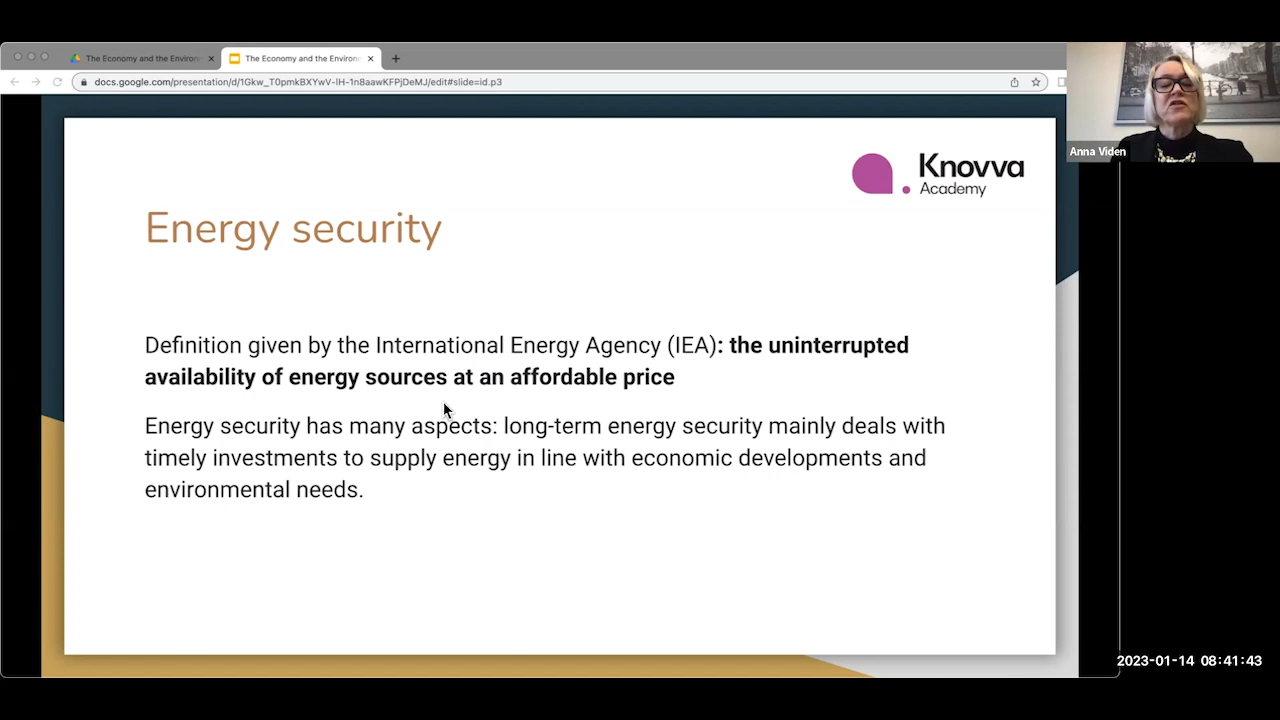 The Economy and the Environ
The Economy and the Environ
docs.google.com/presentation/d/1Gkw_T0pmkBXYwV-lH-1n8aawKFPjDeMJ/edit#slide=id.p3
Anna Viden
Knovva
Academy
Energy security
Definition given by the International Energy Agency (IEA): the uninterrupted
availability of energy sources at an affordable price
Energy security has many aspects: long-term energy security mainly deals with
timely investments to supply energy in line with economic developments and
environmental needs.
2023-01-14 08:41:43